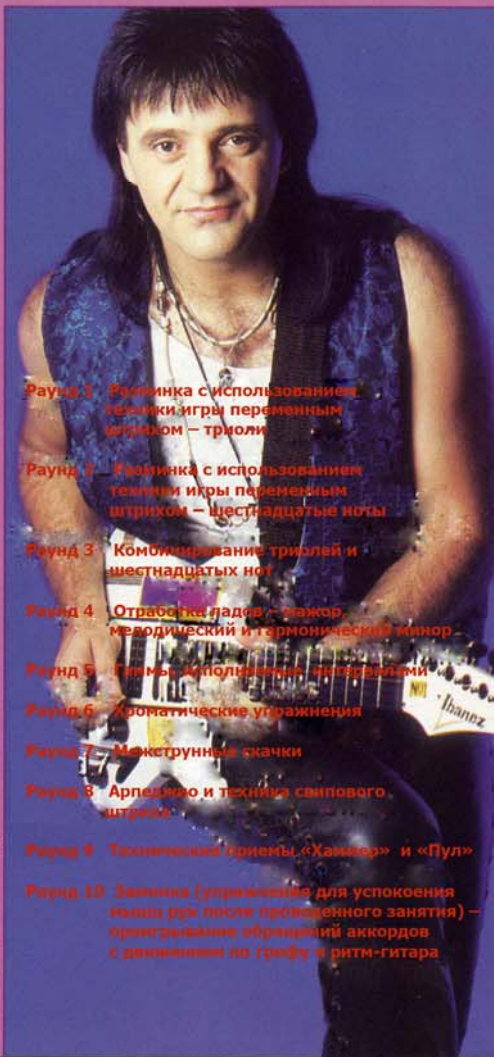 Раунд 1 Разминка с использованием
техники игры переменным
штрихом – триоли
Раунд 2 Разминка с использованием
техники игры переменным
штрихом – шестнадцатые ноты
Раунд 3 Комбинирование триолей и
шестнадцатых нот
Раунд 4 Отработка ладов – мажор,
мелодический и гармонический минор
Раунд 5 Гаммы, исполняемые интервалами
Раунд 6 Хроматические упражнения
Ibanez
Раунд 7 Межструнные скачки
Раунд 8 Арпеджио и техника свипового
штриха
Раунд 9 Технические приемы «Хаммер» и «Пул»
Раунд 10 Заминка (упражнения для успокоения
мышц рук после проведенного занятия) –
проигрывание обращений аккордов
с движением по грифу и ритм-гитара